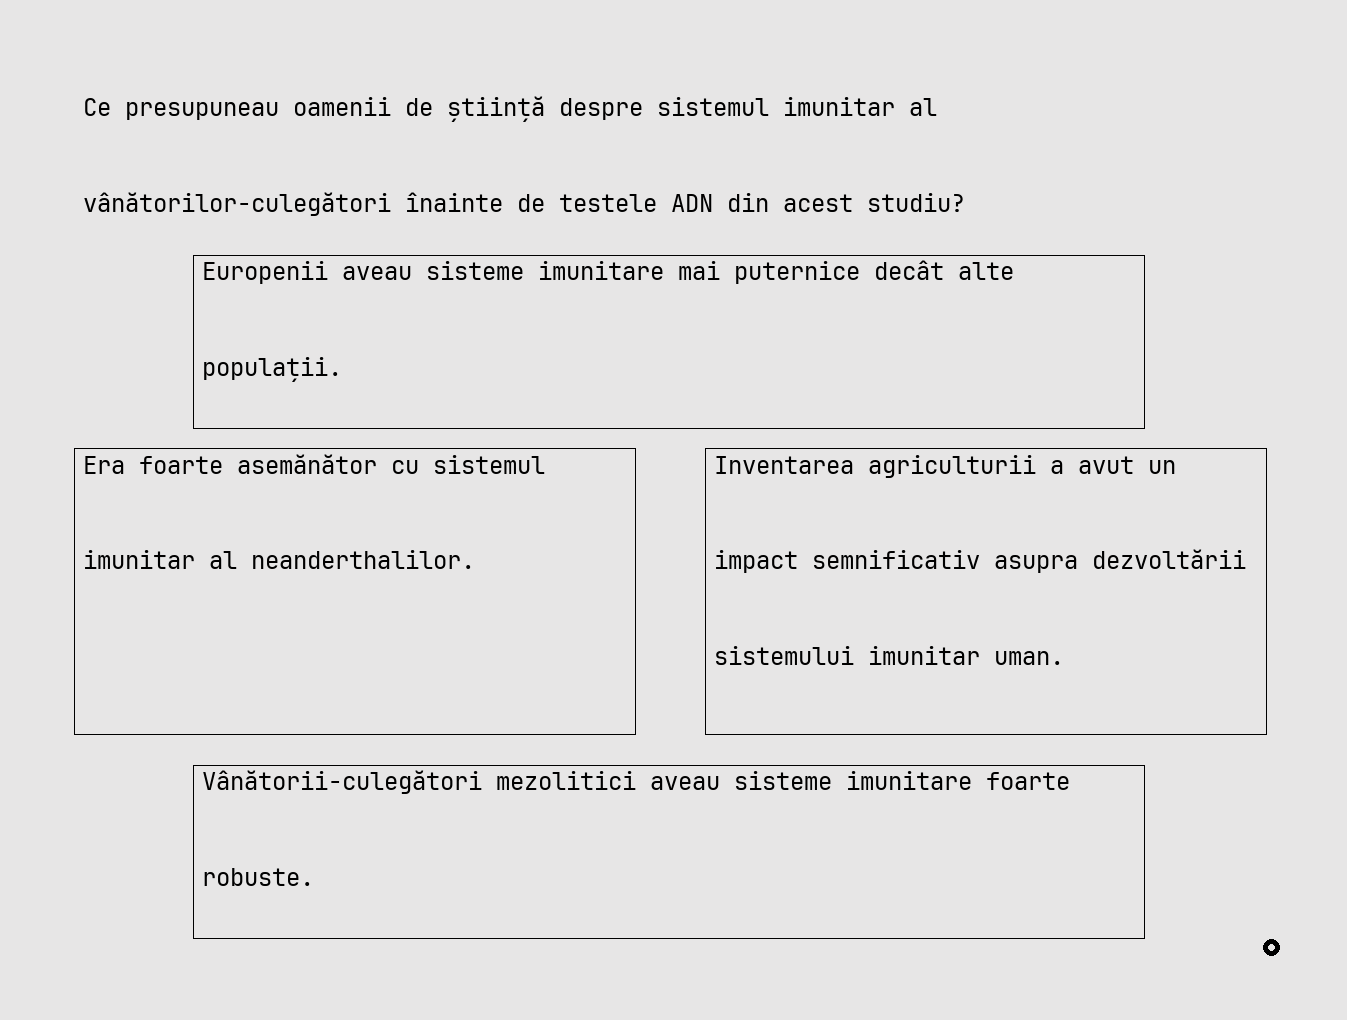 Ce presupuneau oamenii de știință despre sistemul imunitar al
vânătorilor-culegători înainte de testele ADN din acest studiu?
Europenii aveau sisteme imunitare mai puternice decât alte
populații.
Era foarte asemănător cu sistemul
imunitar al neanderthalilor.
Inventarea agriculturii a avut un
impact semnificativ asupra dezvoltării
sistemului imunitar uman.
Vânătorii-culegători mezolitici aveau sisteme imunitare foarte
robuste.